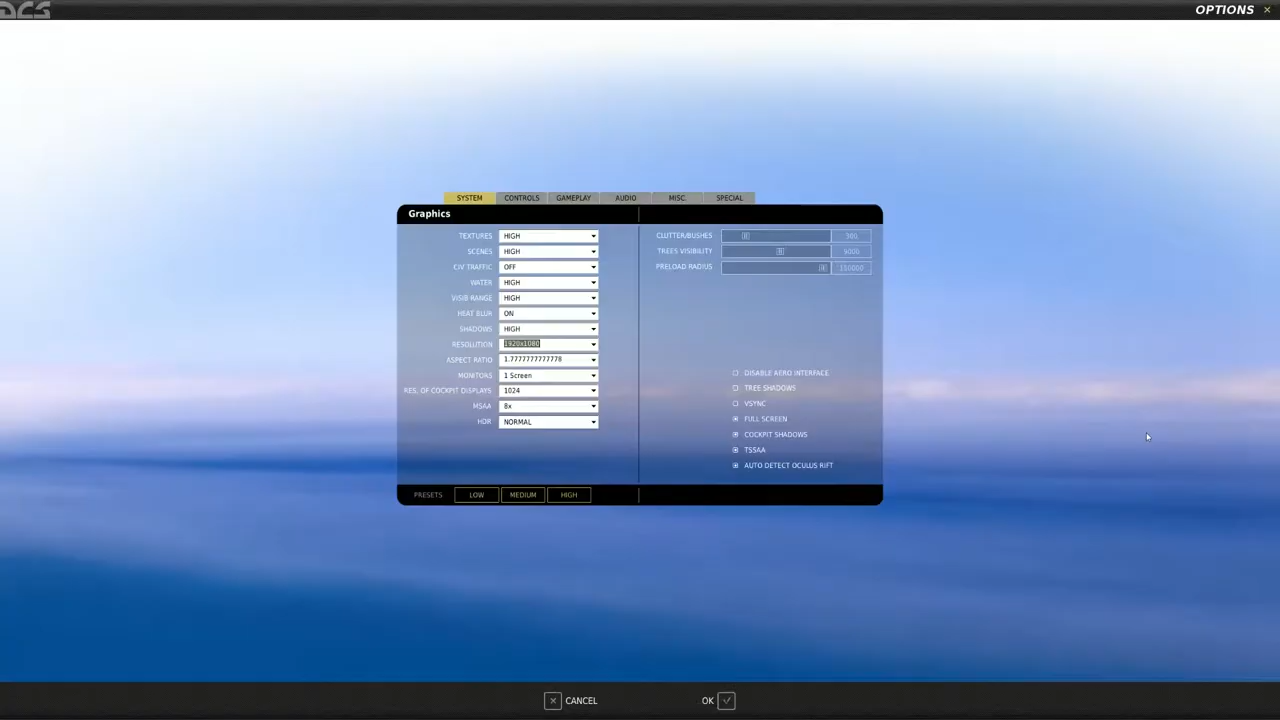 DCS
OPTIONS
SYSTEM CONTROLS GAMEPLAY AUDIO MISC. SPECIAL
Graphics
TEXTURES HIGH
SCENES HIGH
CIV TRAFFIC OFF
WATER HIGH
VISIB RANGE HIGH
HEAT BLUR ON
SHADOWS HIGH
RESOLUTION 1920x1080
ASPECT RATIO 1.7777777777778
MONITORS 1 Screen
RES. OF COCKPIT DISPLAYS 1024
MSAA 8x
HDR NORMAL
CLUTTER/BUSHES
TREES VISIBILITY 9000
PRELOAD RADIUS 150000
DISABLE AERO INTERFACE
TREE SHADOWS
VSYNC
FULL SCREEN
COCKPIT SHADOWS
TSSAA
AUTO DETECT OCULUS RIFT
PRESETS LOW MEDIUM HIGH
CANCEL OK